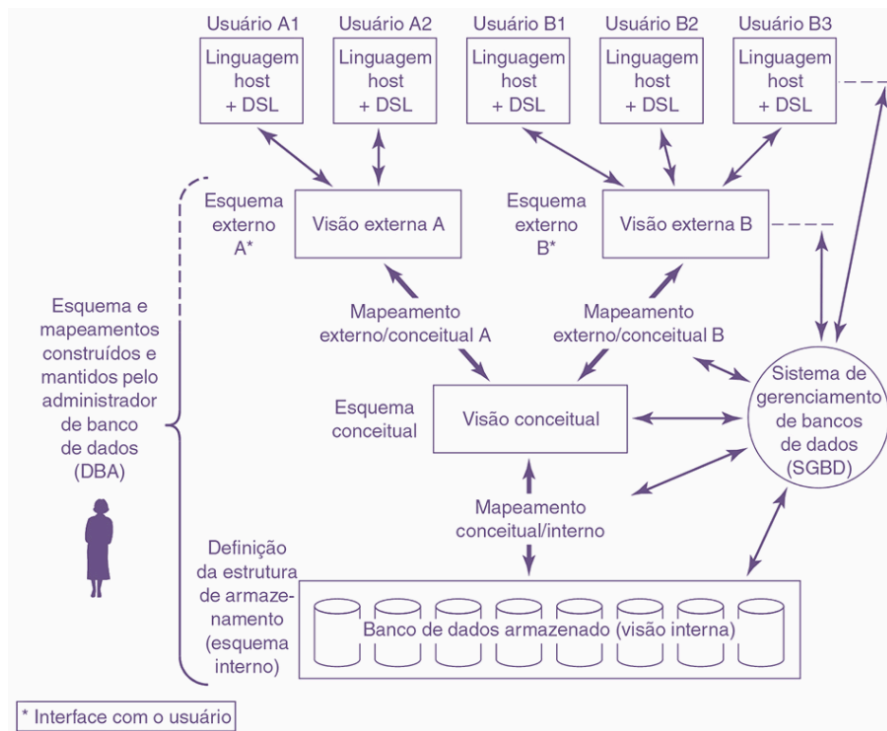 Usuário A1
Usuário A2
Usuário B1
Usuário B2
Usuário B3
Linguagem
host
+ DSL
Linguagem
host
+ DSL
Linguagem
host
+ DSL
Linguagem
host
+ DSL
Linguagem
host
+ DSL
Esquema
externo
A*
Visão externa A
Esquema
externo
B*
Visão externa B
Esquema e
mapeamentos
construídos e
mantidos pelo
administrador
de banco
de dados
(DBA)
Mapeamento
externo/conceitual A
Mapeamento
externo/conceitual B
Esquema
conceitual
Visão conceitual
Sistema de
gerenciamento
de bancos
de dados
(SGBD)
Mapeamento
conceitual/interno
Definição
da estrutura
de armaze-
namento
(esquema
interno)
Banco de dados armazenado (visão interna)
* Interface com o usuário